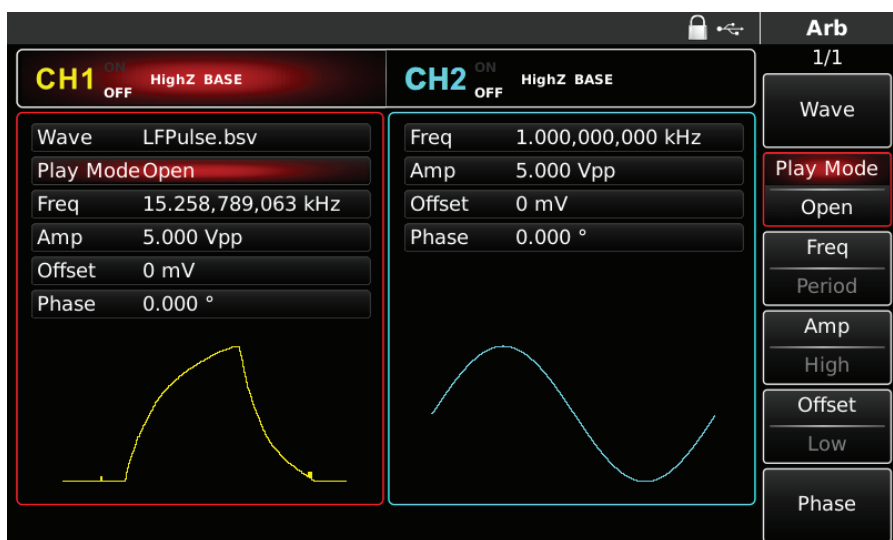 Arb
1/1
CH1 ON OFF HighZ BASE
CH2 ON OFF HighZ BASE
Wave LFPulse.bsv
Play Mode Open
Freq 15.258,789,063 kHz
Amp 5.000 Vpp
Offset 0 mV
Phase 0.000 °
Freq 1.000,000,000 kHz
Amp 5.000 Vpp
Offset 0 mV
Phase 0.000 °
Wave
Play Mode
Open
Freq
Period
Amp
High
Offset
Low
Phase